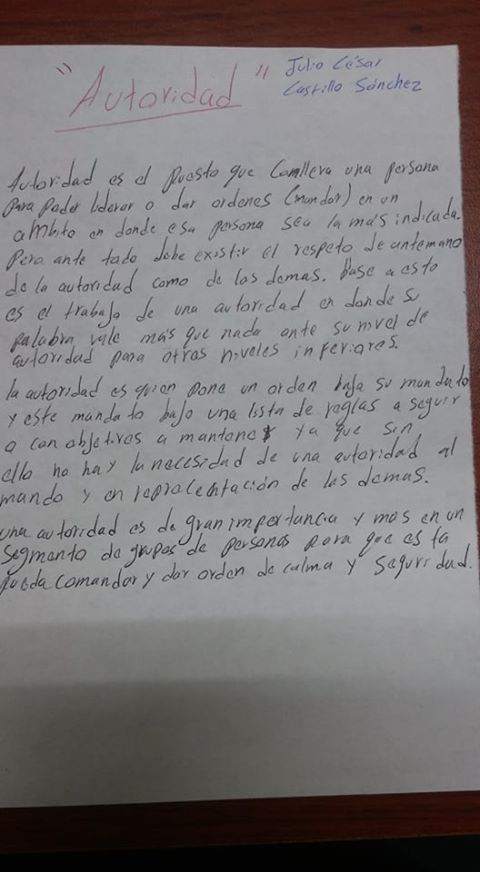 "Autoridad"
Julio César
Castillo Sánchez
Autoridad es el puesto que Conlleva una persona
para poder liderar o dar ordenes (mandar) en un
ambito en donde esa persona sea la más indicada.
Pero ante todo debe existir el respeto de antemano
de la autoridad como de los demas. Base a esto
es el trabajo de una autoridad en donde su
palabra vale más que nada ante su nivel de
autoridad para otros niveles inferiores.
la autoridad es quien pone un orden bajo su mandato
y este mandato bajo una lista de reglas a seguir
o con objetivos a mantener ya que sin
ello no hay la necesidad de una autoridad al
mando y en representación de los demas.
una autoridad es de gran importancia y mas en un
segmento de grupos de personas para que esta
pueda comandar y dar orden de calma y seguridad.